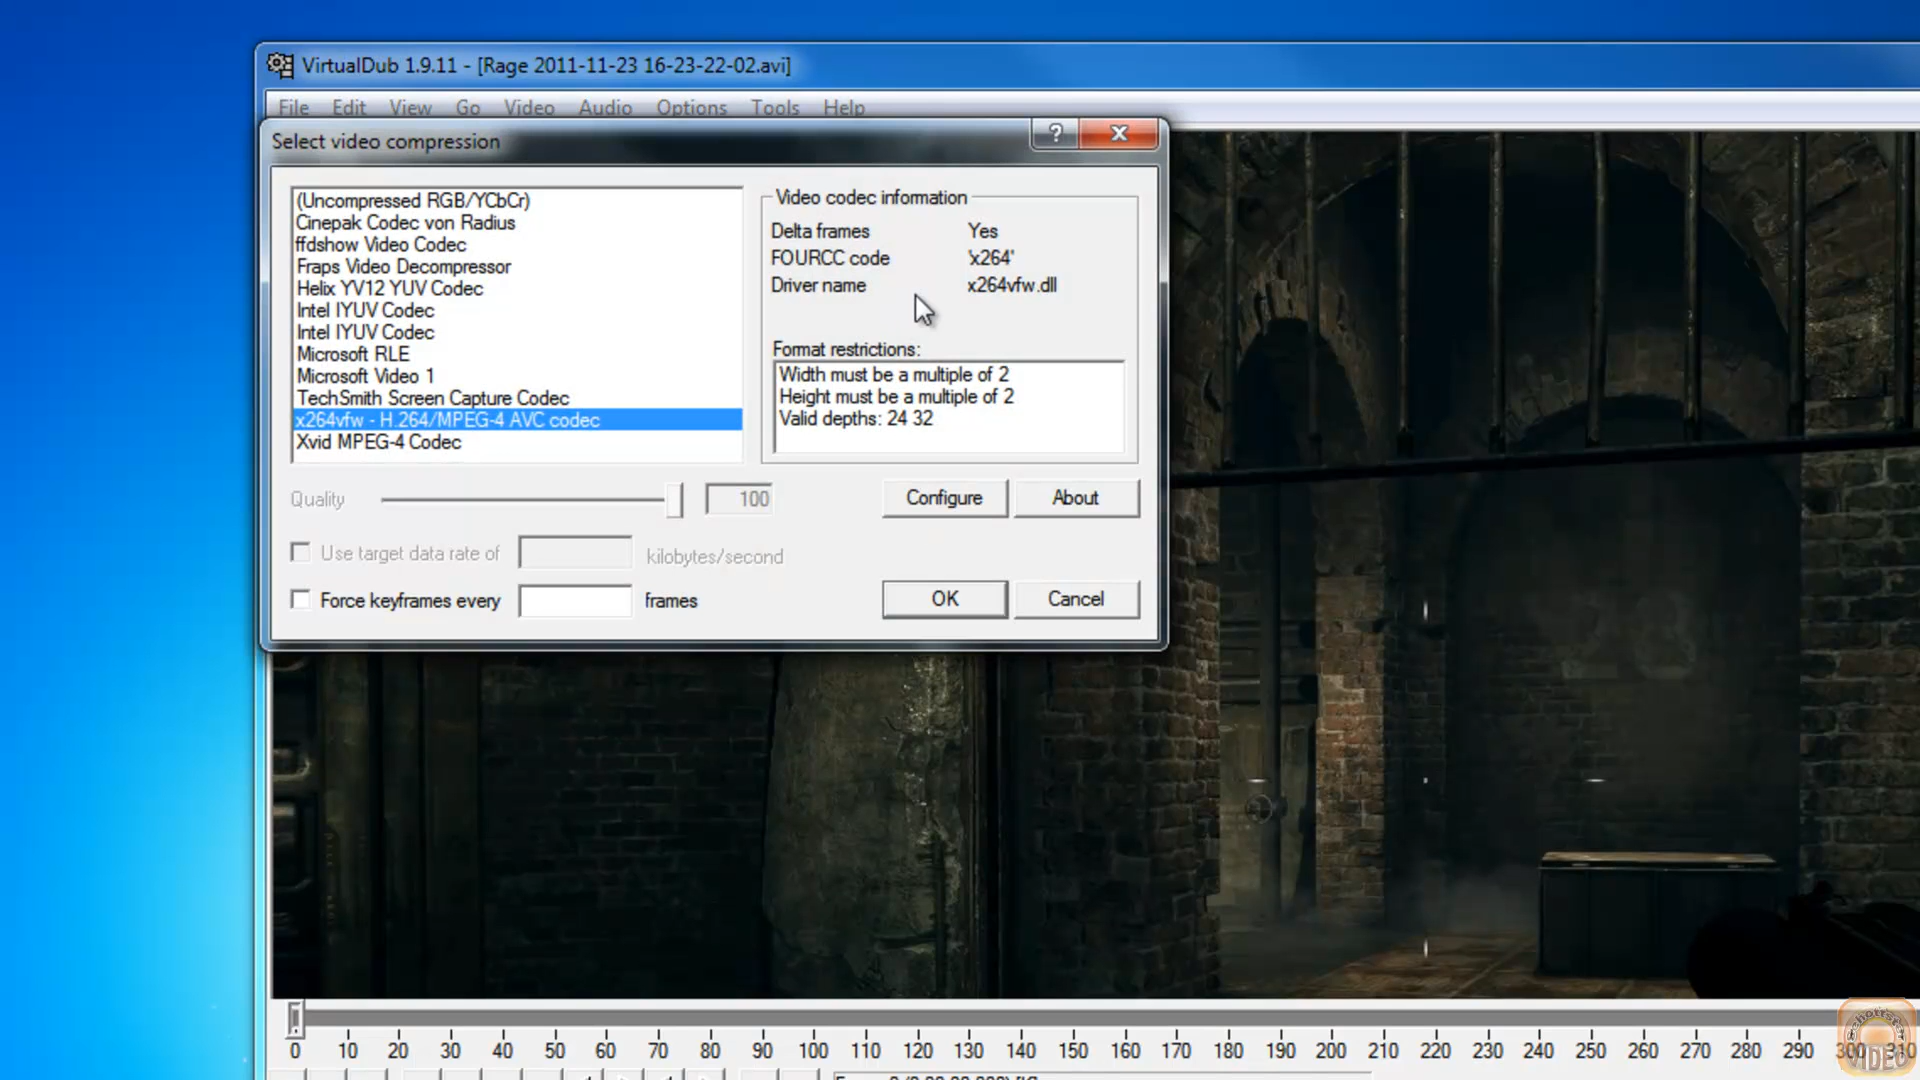 VirtualDub 1.9.11 - [Rage 2011-11-23 16-23-22-02.avi]
File Edit View Go Video Audio Options Tools Help
Select video compression
(Uncompressed RGB/YCbCr)
Cinepak Codec von Radius
ffdshow Video Codec
Fraps Video Decompressor
Helix YV12 YUV Codec
Intel IYUV Codec
Intel IYUV Codec
Microsoft RLE
Microsoft Video 1
TechSmith Screen Capture Codec
x264vfw - H.264/MPEG-4 AVC codec
Xvid MPEG-4 Codec
Video codec information
Delta frames Yes
FOURCC code 'x264'
Driver name x264vfw.dll
Format restrictions:
Width must be a multiple of 2
Height must be a multiple of 2
Valid depths: 24 32
Quality 100
Configure About
Use target data rate of kilobytes/second
Force keyframes every frames
OK Cancel
28
0 10 20 30 40 50 60 70 80 90 100 110 120 130 140 150 160 170 180 190 200 210 220 230 240 250 260 270 280 290 300 310
VIDEO